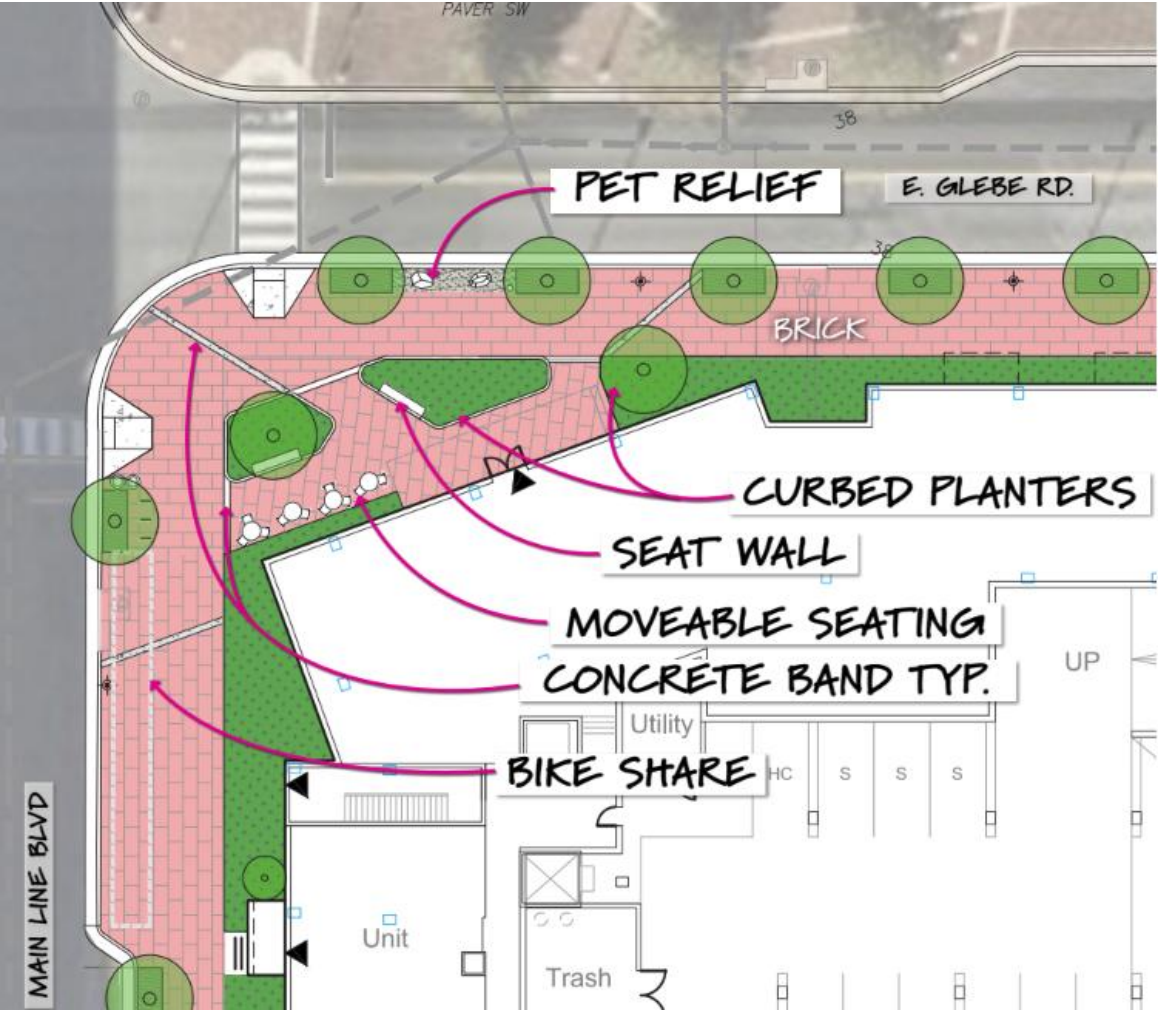 PAVER SW
38
PET RELIEF
E. GLEBE RD.
38
BRICK
CURBED PLANTERS
SEAT WALL
MOVEABLE SEATING
UP
CONCRETE BAND TYP.
Utility
BIKE SHARE
HC
S
S
S
MAIN LINE BLVD
Unit
Trash